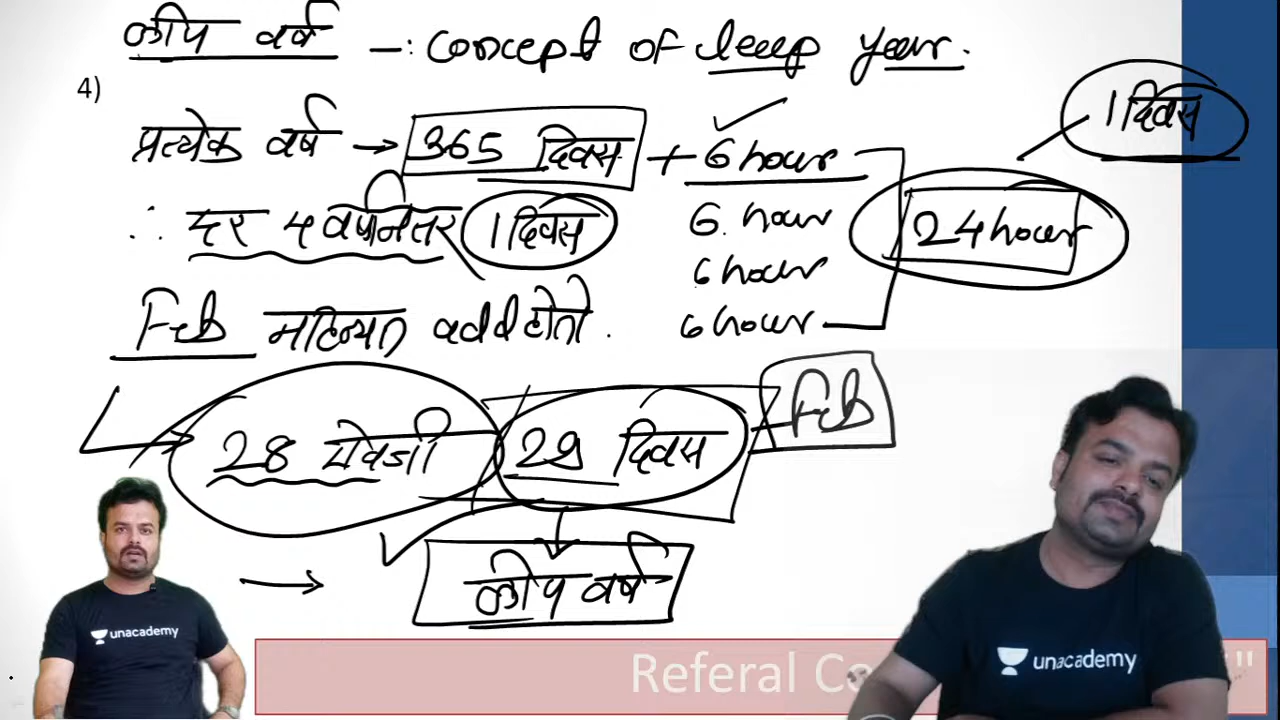 लीप वर्ष -: concept of leep year.
4)
1 दिवस
प्रत्येक वर्ष → 365 दिवस + 6 hour
∴ दर 4 वर्षानंतर 1 दिवस
6 hour
6 hour
6 hour
24 hour
Feb महिन्यात add होतो.
28 ऐवजी 29 दिवस
Feb
→ लीप वर्ष
unacademy
unacademy
Referal Co
"